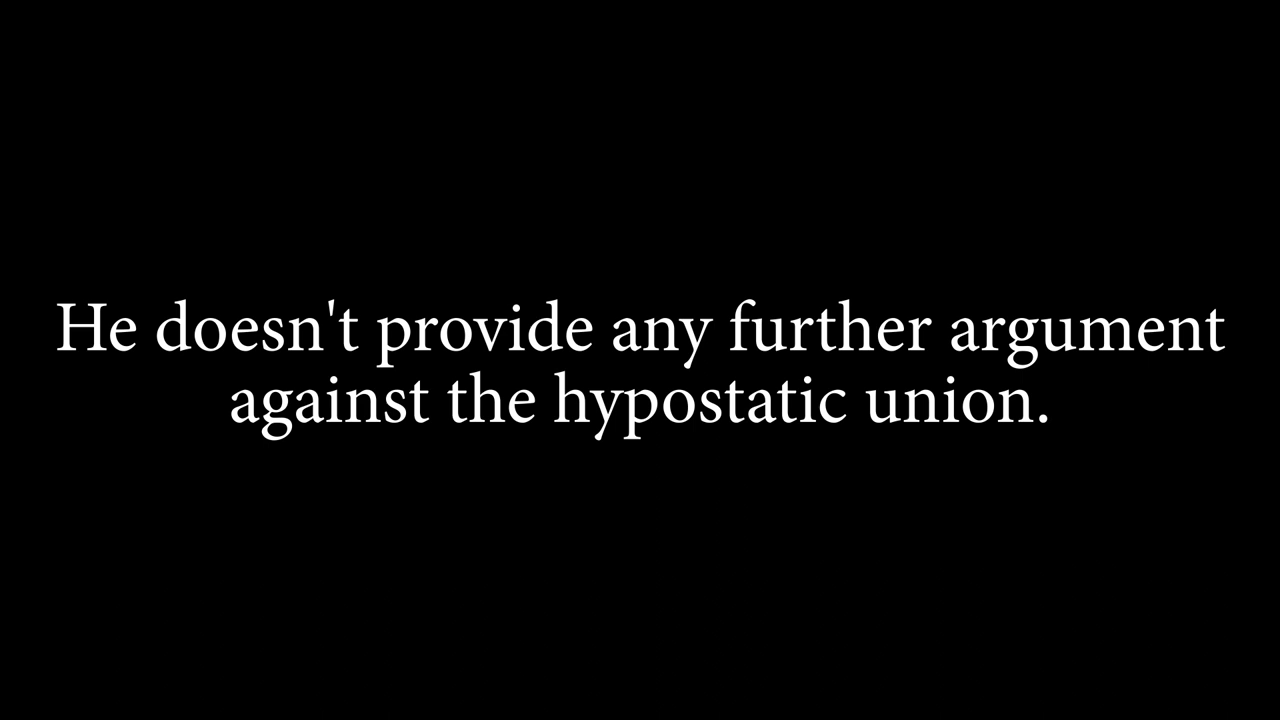 He doesn't provide any further argument
against the hypostatic union.